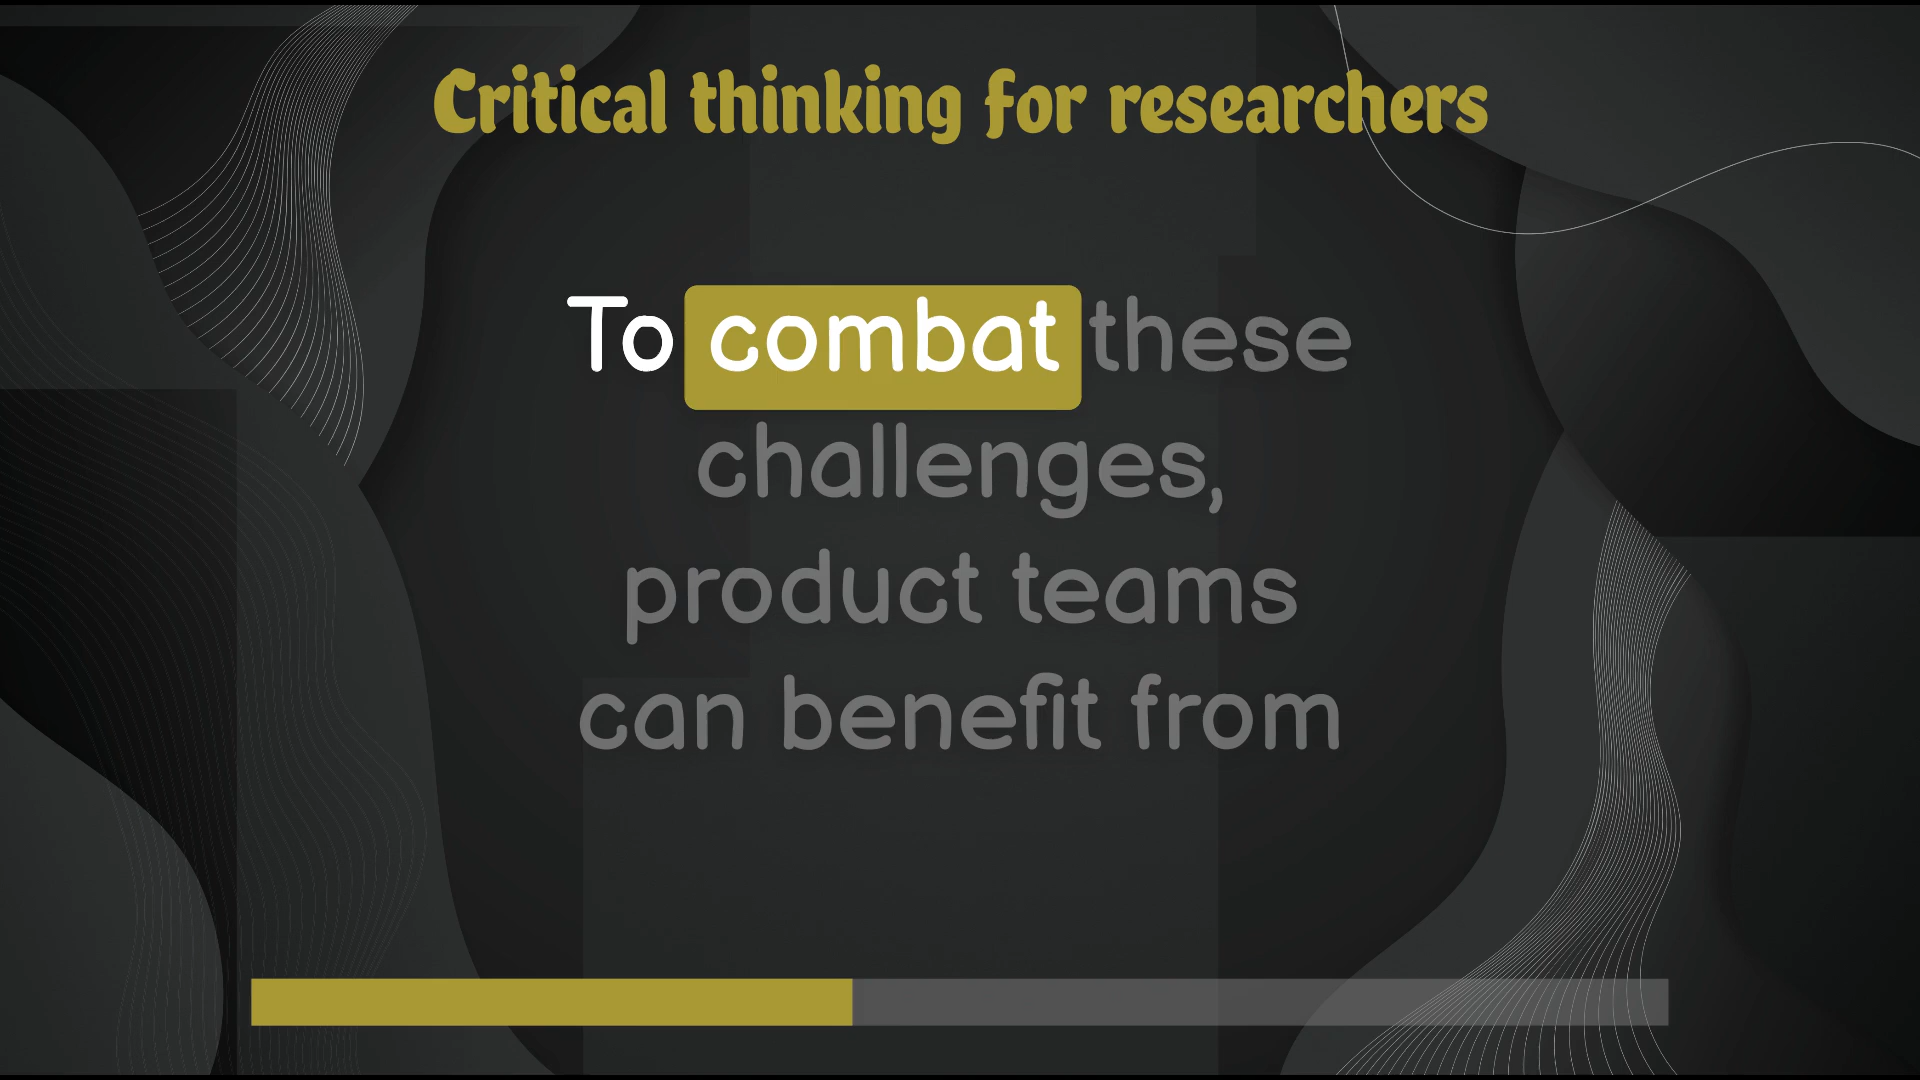 Critical thinking for researchers
To combat these
challenges,
product teams
can benefit from